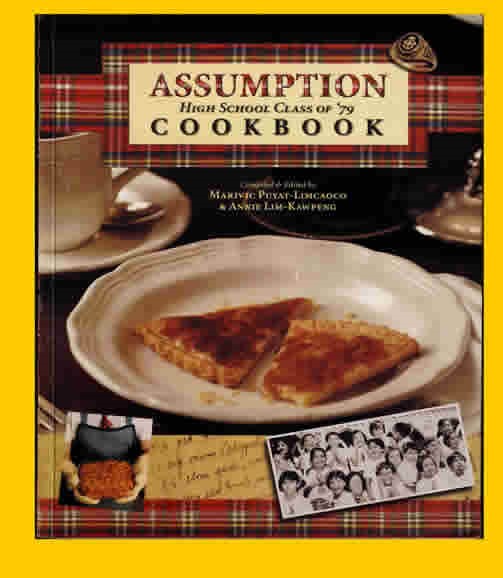 ASSUMPTION
HIGH SCHOOL CLASS OF '79
COOKBOOK
Compiled & Edited by:
MARIVIC PUYAT-LIMCAOCO
& ANNIE LIM-KAWPENG